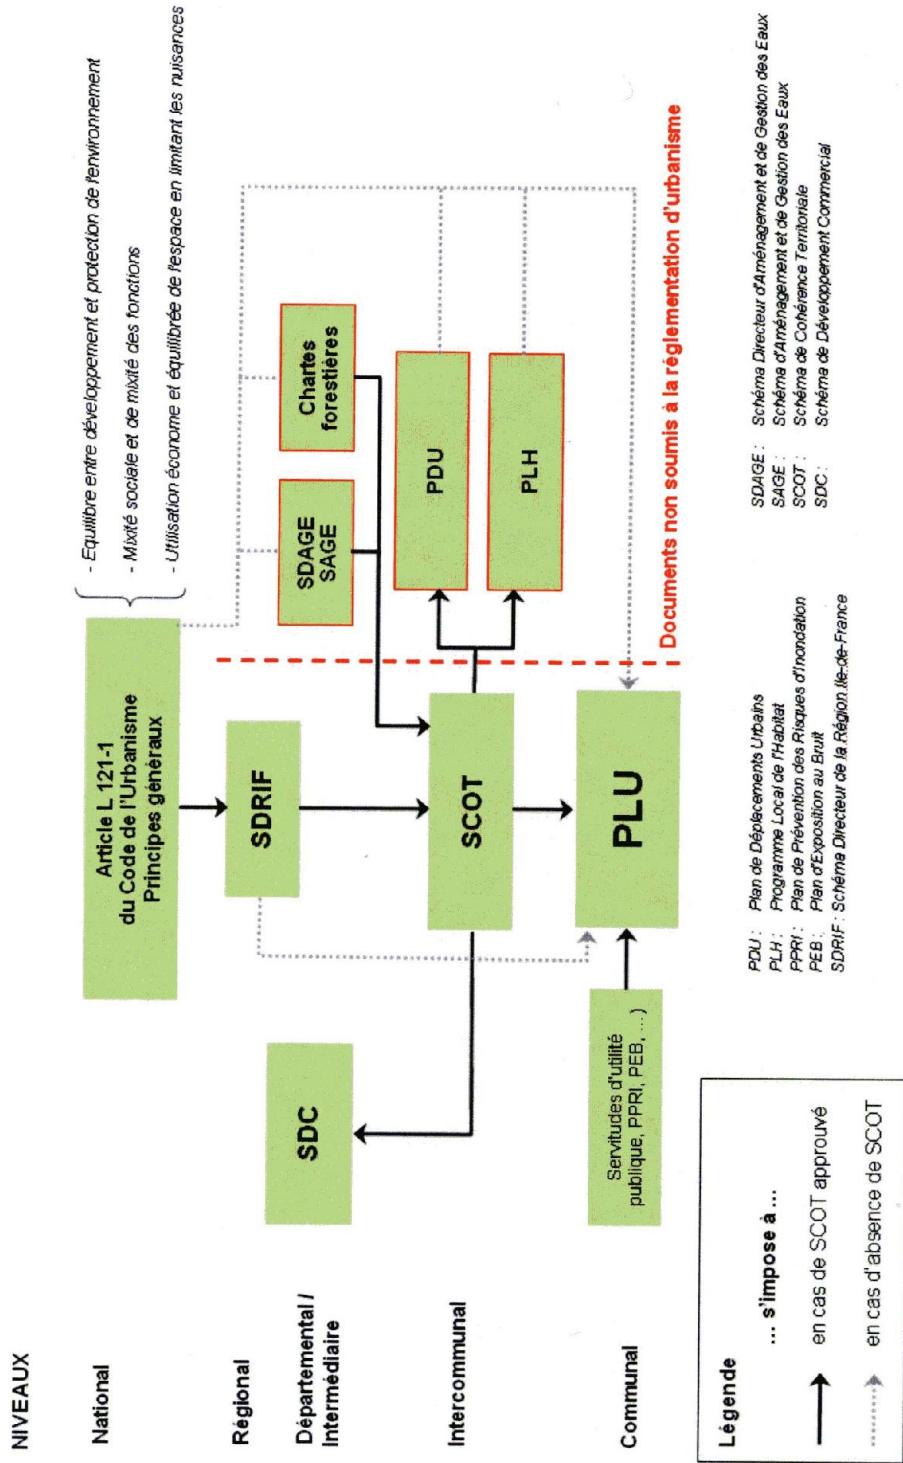 NIVEAUX
National
Régional
Départemental /
Intermédiaire
Intercommunal
Communal
Article L 121-1
du Code de l'Urbanisme
Principes généraux
- Equilibre entre développement et protection de l'environnement
- Mixité sociale et de mixité des fonctions
- Utilisation économe et équilibrée de l'espace en limitant les nuisances
SDRIF
SDC
SDAGE
SAGE
Chartes
forestières
SCOT
PDU
PLH
Servitudes d'utilité
publique, PPRI, PEB, ...)
PLU
Documents non soumis à la réglementation d'urbanisme
Légende
... s'impose à ...
en cas de SCOT approuvé
en cas d'absence de SCOT
PDU : Plan de Déplacements Urbains
PLH : Programme Local de l'Habitat
PPRI : Plan de Prévention des Risques d'Inondation
PEB : Plan d'Exposition au Bruit
SDRIF : Schéma Directeur de la Région Ile-de-France
SDAGE : Schéma Directeur d'Aménagement et de Gestion des Eaux
SAGE : Schéma d'Aménagement et de Gestion des Eaux
SCOT : Schéma de Cohérence Territoriale
SDC : Schéma de Développement Commercial